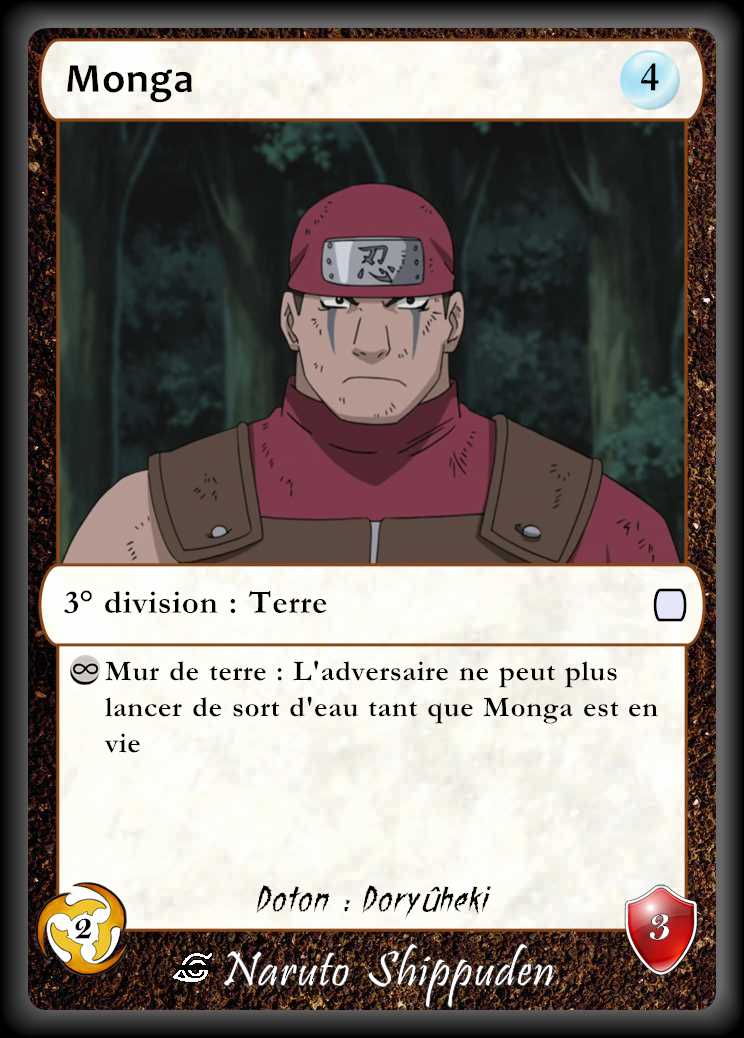 Monga
4
忍
3° division : Terre
∞ Mur de terre : L'adversaire ne peut plus
lancer de sort d'eau tant que Monga est en
vie
Doton : Doryûheki
2
3
Naruto Shippuden